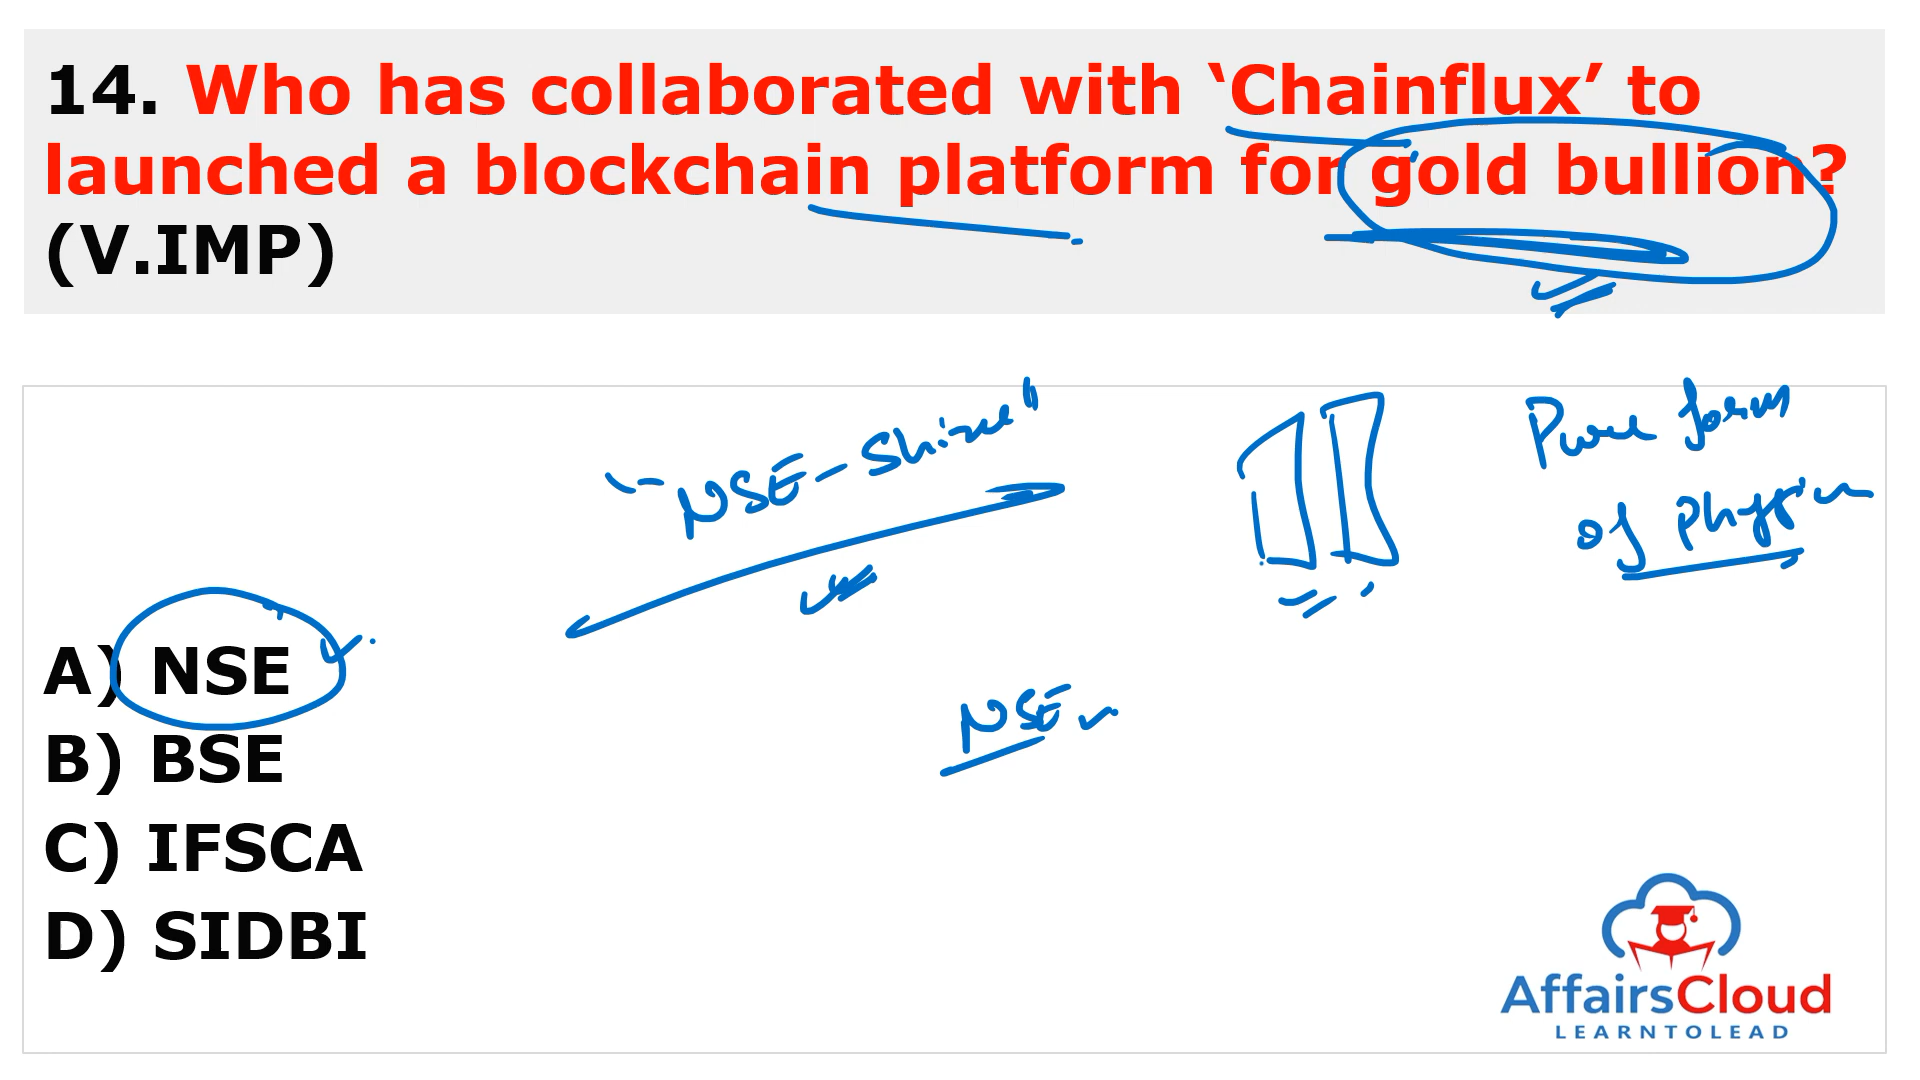 14. Who has collaborated with ‘Chainflux’ to
launched a blockchain platform for gold bullion?
(V.IMP)
"NSE-Shine"
Pure form
of
A) NSE
NSE
B) BSE
C) IFSCA
D) SIDBI
AffairsCloud
LEARNTOLEAD